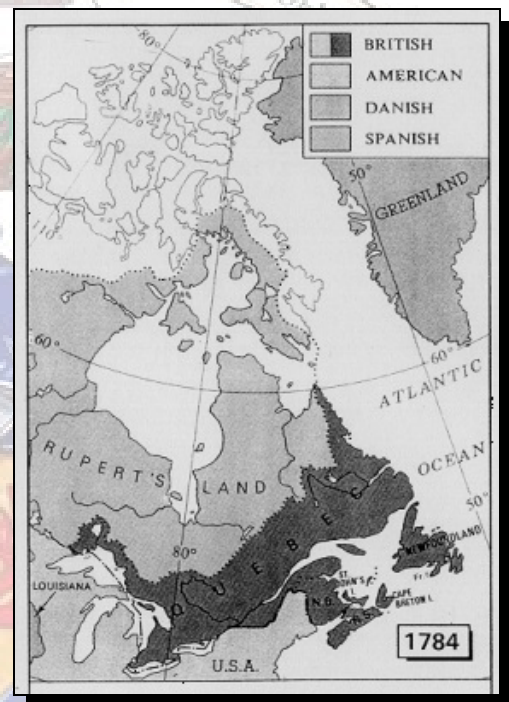 BRITISH
AMERICAN
DANISH
SPANISH
80°
50°
GREENLAND
110°
60°
60°
ATLANTIC
OCEAN
RUPERT'S LAND
50°
QUEBEC
NEWFOUNDLAND
80°
ST. JOHN'S I.
Fr.
LOUISIANA
N.B.
CAPE
BRETON I.
N.S.
U.S.A.
1784